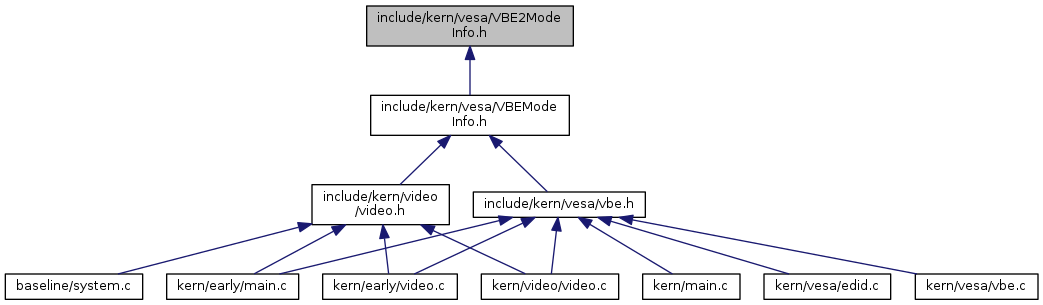 include/kern/vesa/VBE2Mode
Info.h
include/kern/vesa/VBEMode
Info.h
include/kern/video
/video.h
include/kern/vesa/vbe.h
baseline/system.c
kern/early/main.c
kern/early/video.c
kern/video/video.c
kern/main.c
kern/vesa/edid.c
kern/vesa/vbe.c